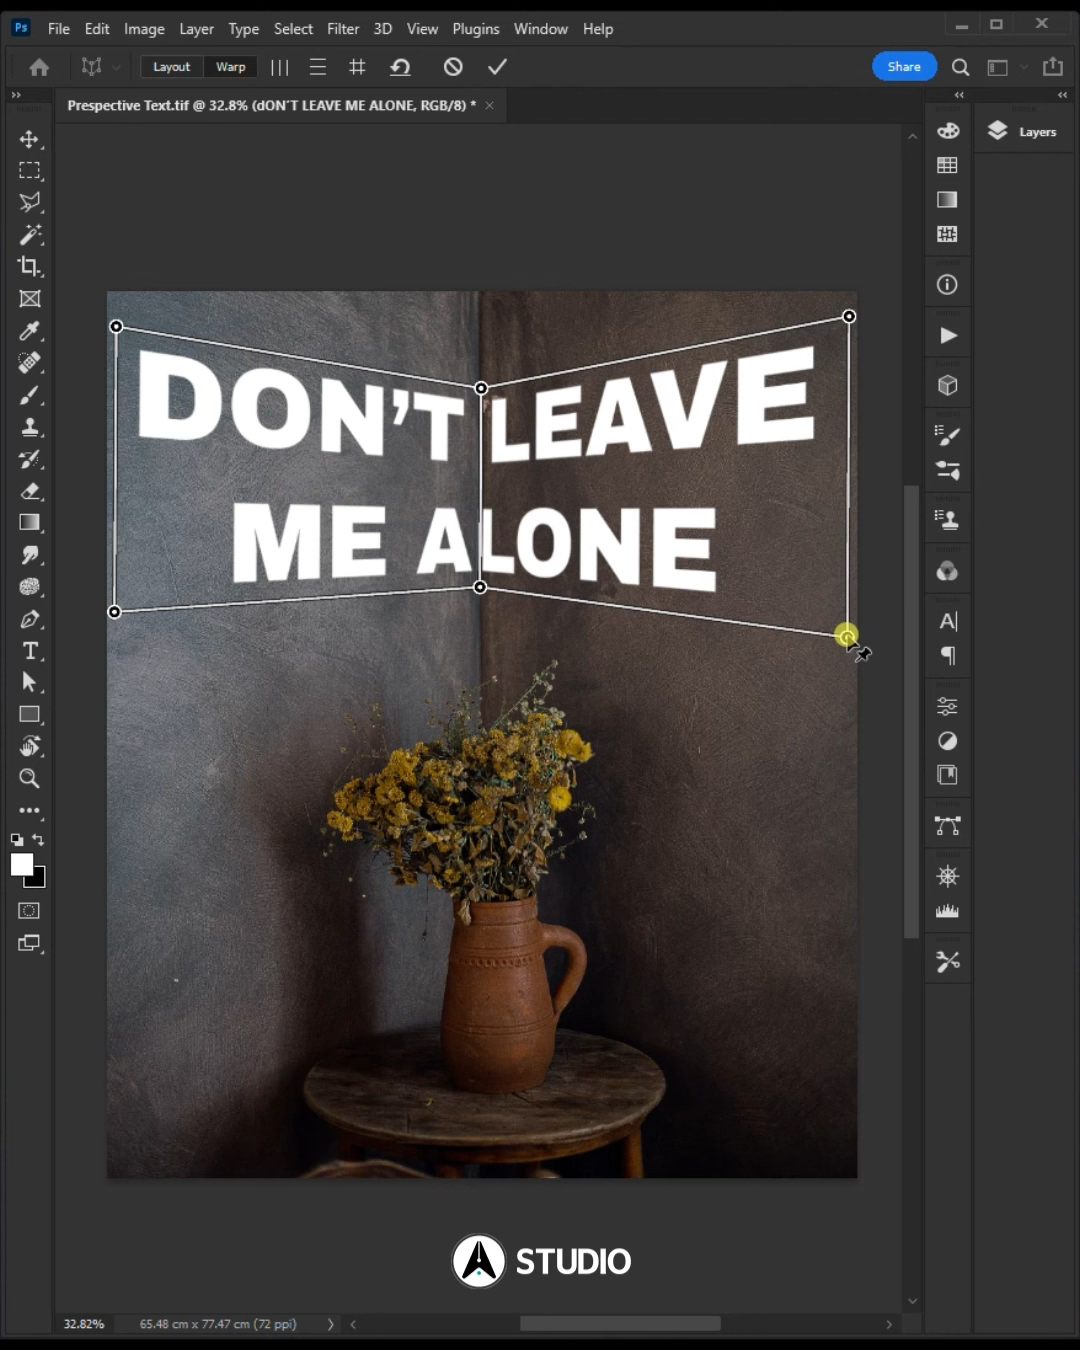 Ps File Edit Image Layer Type Select Filter 3D View Plugins Window Help
Layout Warp Share
Prespective Text.tif @ 32.8% (dON'T LEAVE ME ALONE, RGB/8) *
Layers
DON'T LEAVE
ME ALONE
STUDIO
32.82% 65.48 cm x 77.47 cm (72 ppi)